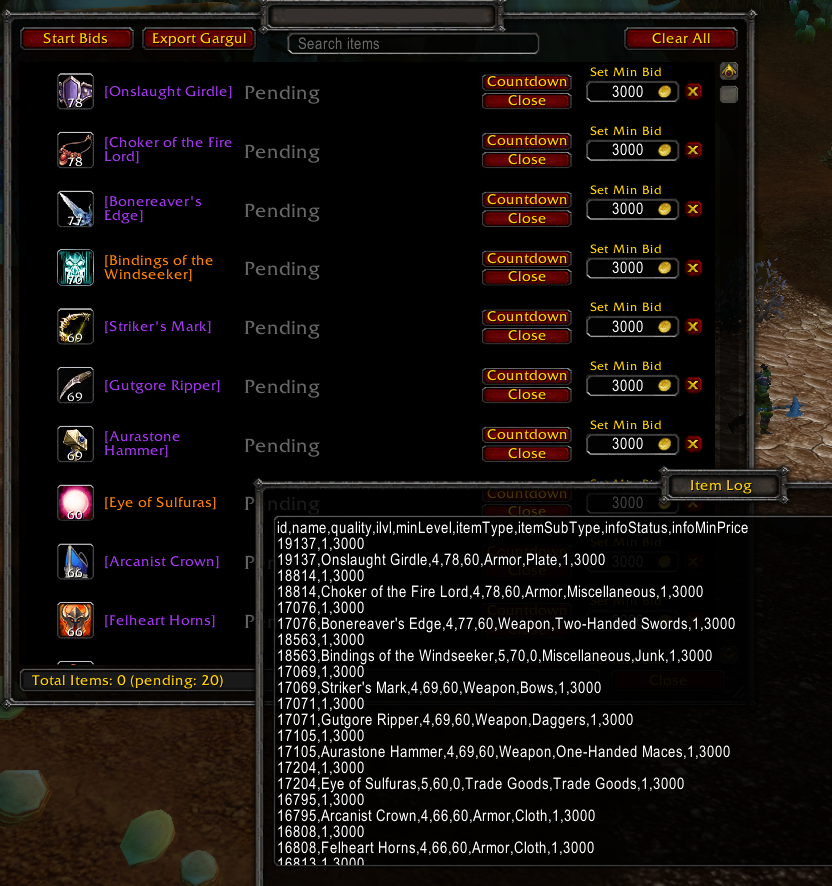 Start Bids
Export Gargul
Search items
Clear All
78
[Onslaught Girdle]
Pending
Countdown
Close
Set Min Bid
3000
78
[Choker of the Fire
Lord]
Pending
Countdown
Close
Set Min Bid
3000
77
[Bonereaver's
Edge]
Pending
Countdown
Close
Set Min Bid
3000
70
[Bindings of the
Windseeker]
Pending
Countdown
Close
Set Min Bid
3000
69
[Striker's Mark]
Pending
Countdown
Close
Set Min Bid
3000
69
[Gutgore Ripper]
Pending
Countdown
Close
Set Min Bid
3000
69
[Aurastone
Hammer]
Pending
Countdown
Close
Set Min Bid
3000
60
[Eye of Sulfuras]
Pending
Countdown
3000
66
[Arcanist Crown]
66
[Felheart Horns]
Total Items: 0 (pending: 20)
Close
Item Log
id,name,quality,ilvl,minLevel,itemType,itemSubType,infoStatus,infoMinPrice
19137,1,3000
19137,Onslaught Girdle,4,78,60,Armor,Plate,1,3000
18814,1,3000
18814,Choker of the Fire Lord,4,78,60,Armor,Miscellaneous,1,3000
17076,1,3000
17076,Bonereaver's Edge,4,77,60,Weapon,Two-Handed Swords,1,3000
18563,1,3000
18563,Bindings of the Windseeker,5,70,0,Miscellaneous,Junk,1,3000
17069,1,3000
17069,Striker's Mark,4,69,60,Weapon,Bows,1,3000
17071,1,3000
17071,Gutgore Ripper,4,69,60,Weapon,Daggers,1,3000
17105,1,3000
17105,Aurastone Hammer,4,69,60,Weapon,One-Handed Maces,1,3000
17204,1,3000
17204,Eye of Sulfuras,5,60,0,Trade Goods,Trade Goods,1,3000
16795,1,3000
16795,Arcanist Crown,4,66,60,Armor,Cloth,1,3000
16808,1,3000
16808,Felheart Horns,4,66,60,Armor,Cloth,1,3000
16813,1,3000